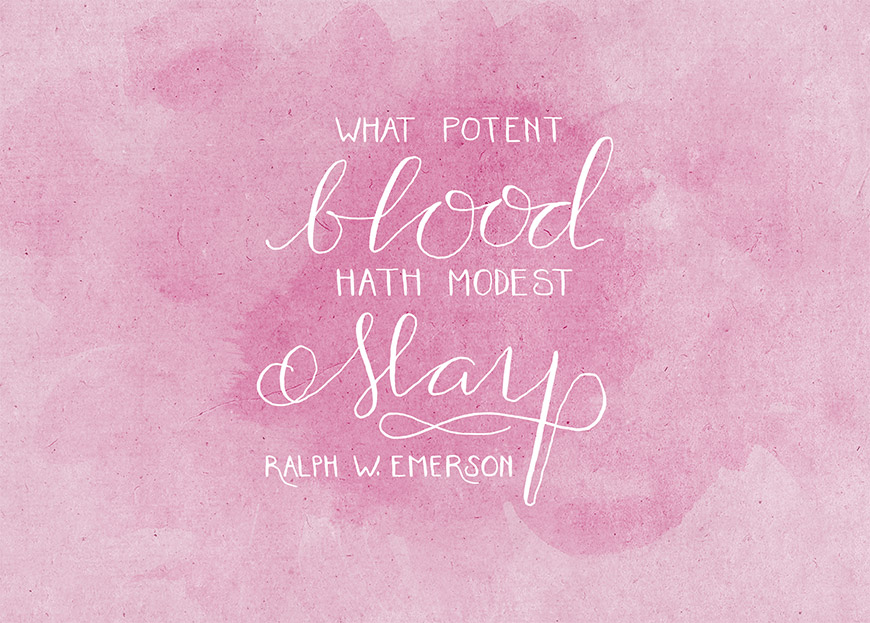 WHAT POTENT
blood
HATH MODEST
May
RALPH W. EMERSON